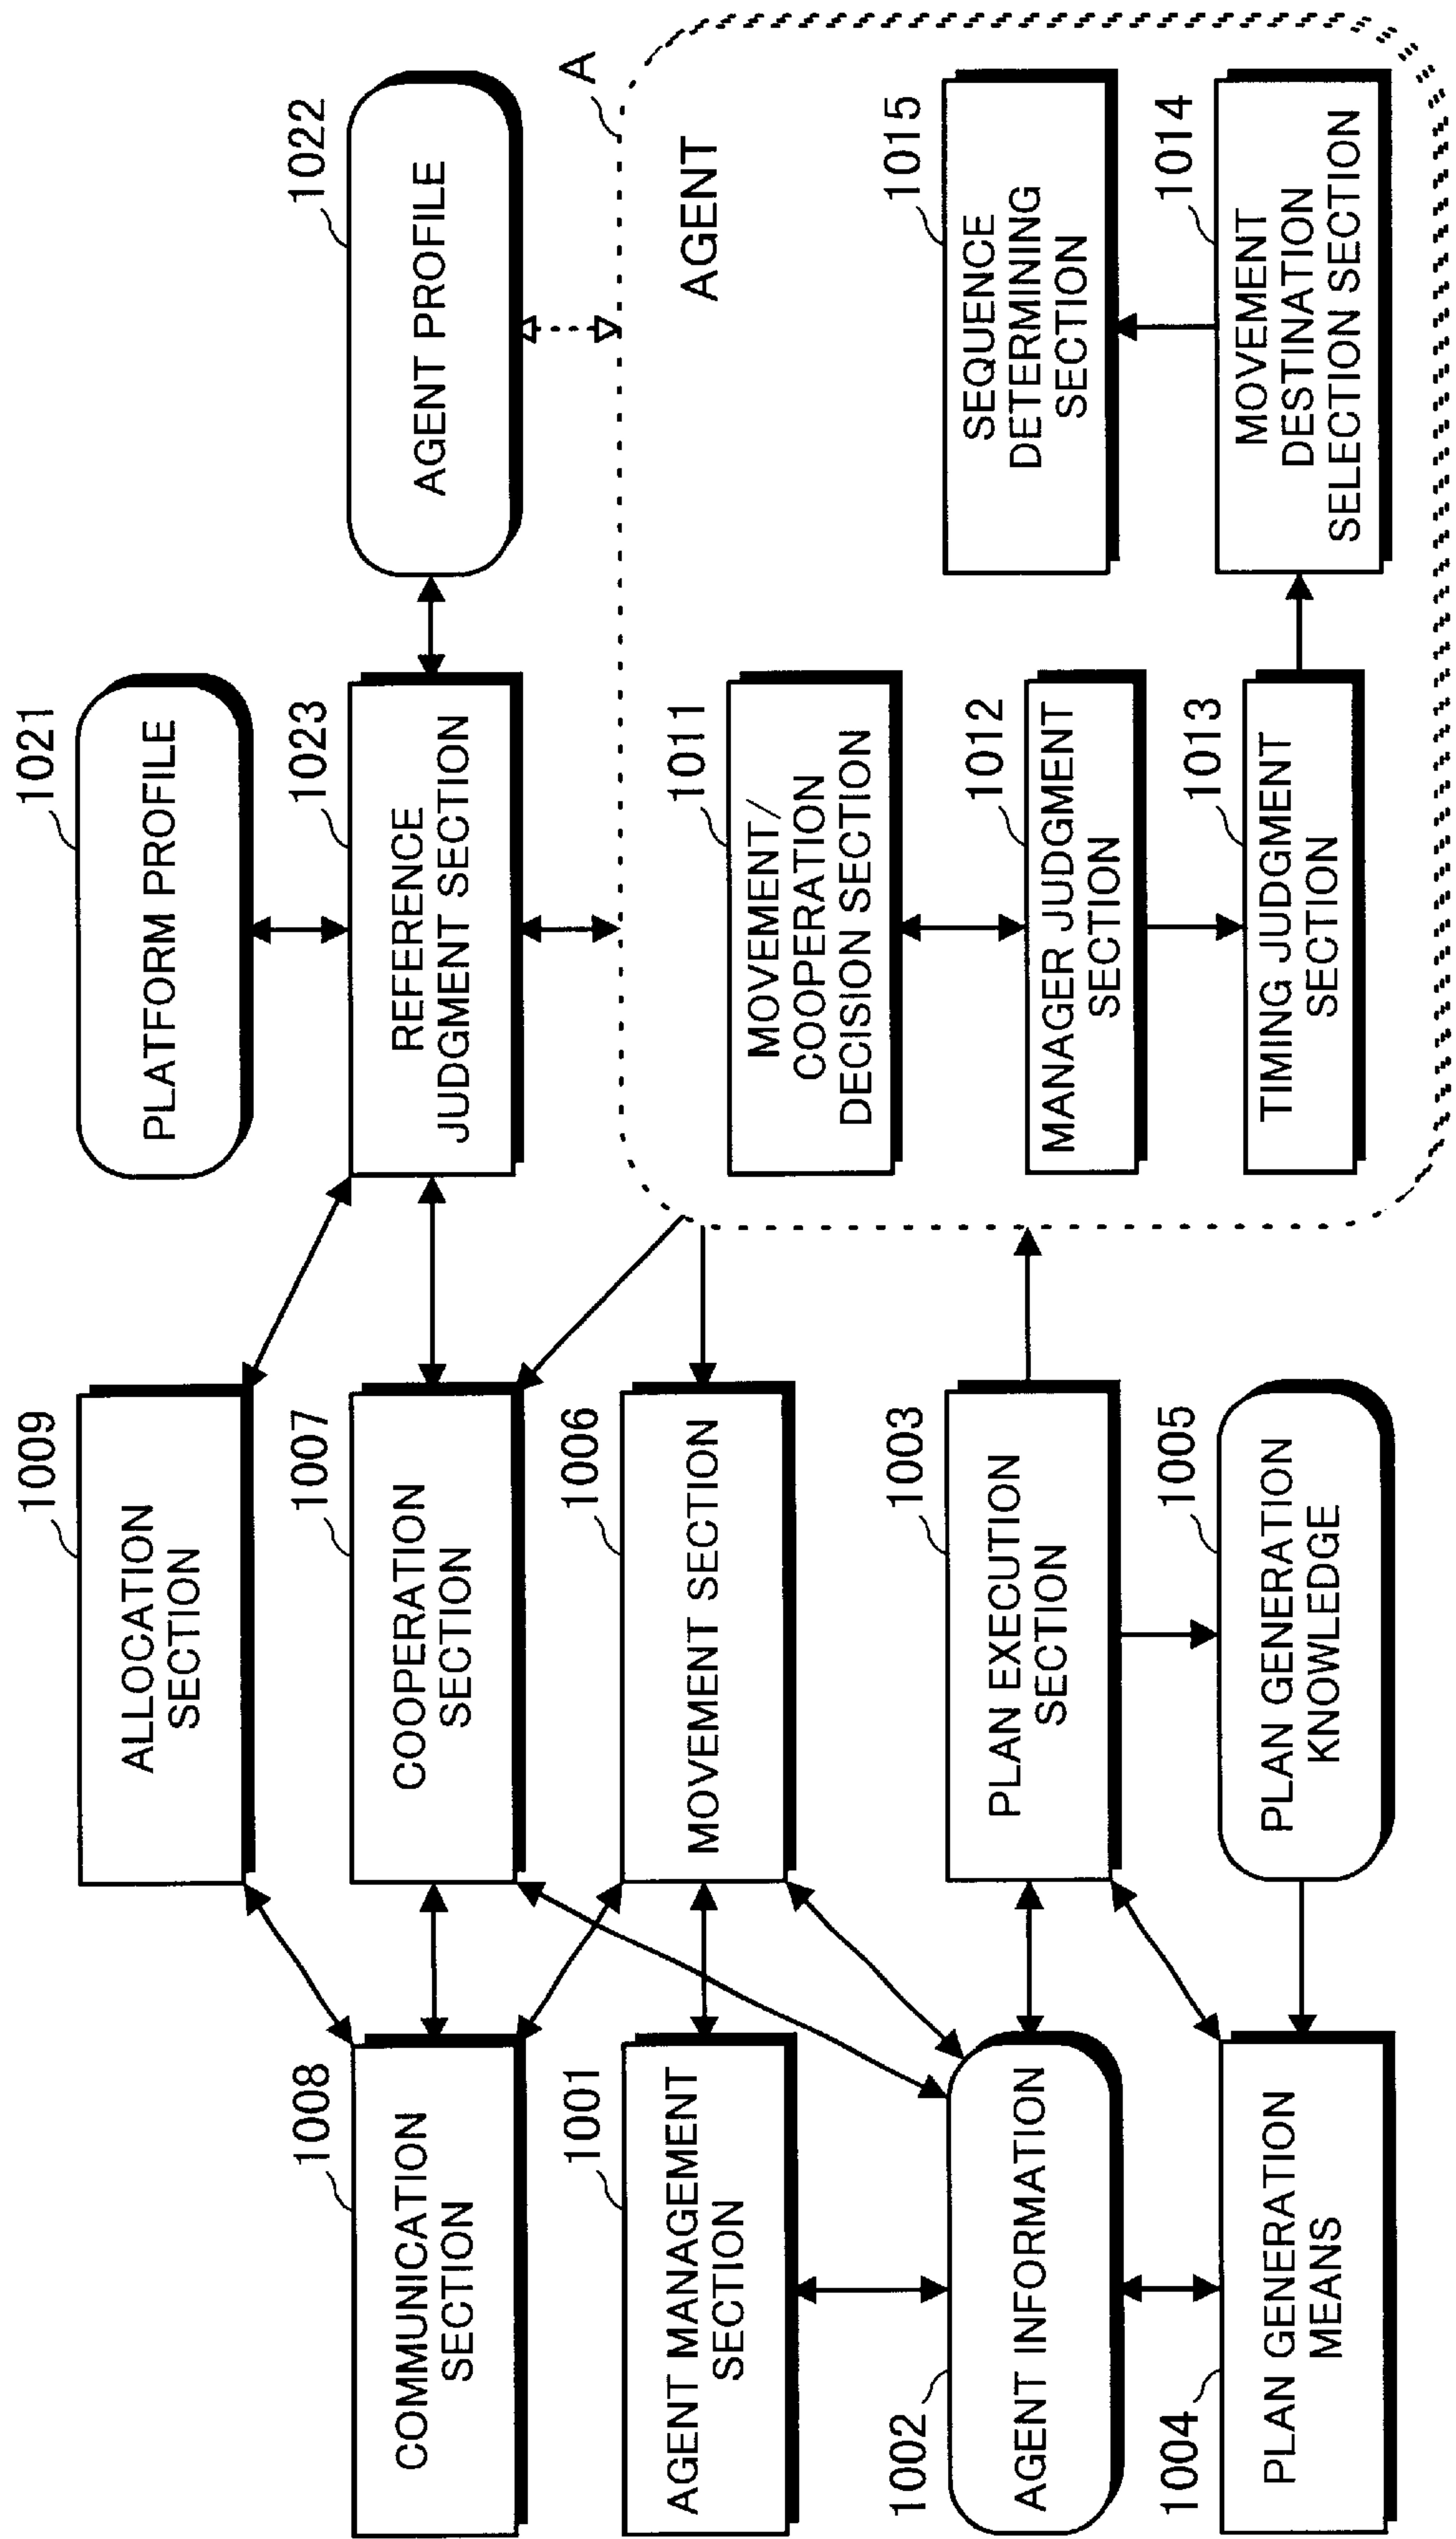 1009
ALLOCATION
SECTION
1021
PLATFORM PROFILE
1008
COMMUNICATION
SECTION
1007
COOPERATION
SECTION
1023
REFERENCE
JUDGMENT SECTION
1022
AGENT PROFILE
1001
AGENT MANAGEMENT
SECTION
1006
MOVEMENT SECTION
A
AGENT
1011
MOVEMENT/
COOPERATION
DECISION SECTION
1002
AGENT INFORMATION
1003
PLAN EXECUTION
SECTION
1012
MANAGER JUDGMENT
SECTION
1015
SEQUENCE
DETERMINING
SECTION
1004
PLAN GENERATION
MEANS
1005
PLAN GENERATION
KNOWLEDGE
1013
TIMING JUDGMENT
SECTION
1014
MOVEMENT
DESTINATION
SELECTION SECTION